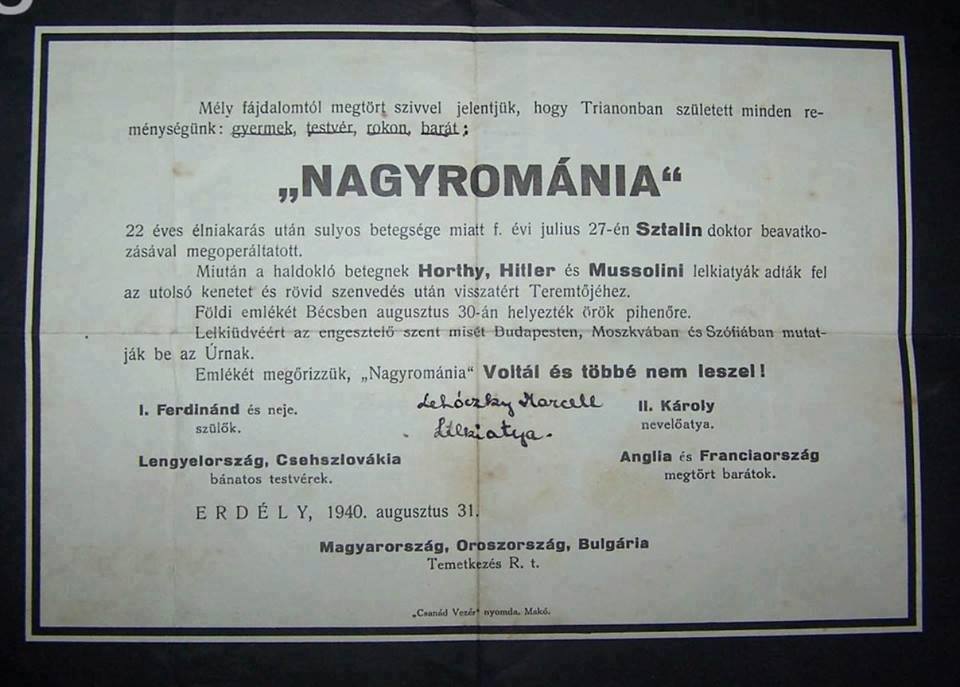 Mély fájdalomtól megtört szivvel jelentjük, hogy Trianonban született minden re-
ménységünk: gyermek, testvér, rokon, barát;
„NAGYROMÁNIA“
22 éves élniakarás után sulyos betegsége miatt f. évi julius 27-én Sztalin doktor beavatko-
zásával megoperáltatott.
Miután a haldokló betegnek Horthy, Hitler és Mussolini lelkiatyák adták fel
az utolsó kenetet és rövid szenvedés után visszatért Teremtőjéhez.
Földi emlékét Bécsben augusztus 30-án helyezték örök pihenőre.
Lelkiüdvéért az engesztelő szent misét Budapesten, Moszkvában és Szófiában mutat-
ják be az Úrnak.
Emlékét megőrizzük, „Nagyrománia“ Voltál és többé nem leszel!
I. Ferdinánd és neje.
szülők.
Lehóczky Marcell
Lelkiatya.
II. Károly
nevelőatya.
Lengyelország, Csehszlovákia
bánatos testvérek.
Anglia és Franciaország
megtört barátok.
ERDÉLY, 1940. augusztus 31.
Magyarország, Oroszország, Bulgária
Temetkezés R. t.
„Csanád Vezér“ nyomda. Makó.